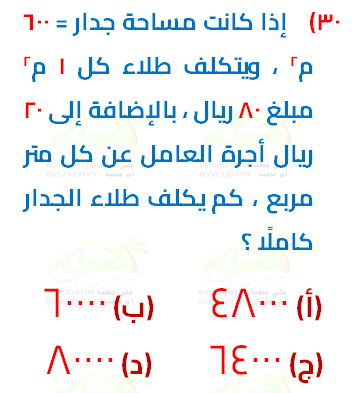 ٣٠) إذا كانت مساحة جدار = ٦٠٠
م٢ ، ويتكلف طلاء كل ١ م٢
مبلغ ٨٠ ريال ، بالإضافة إلى ٢٠
ريال أجرة العامل عن كل متر
مربع ، كم يكلف طلاء الجدار
كاملًا ؟
(أ) ٤٨٠٠٠ (ب) ٦٠٠٠٠
(ج) ٦٤٠٠٠ (د) ٨٠٠٠٠